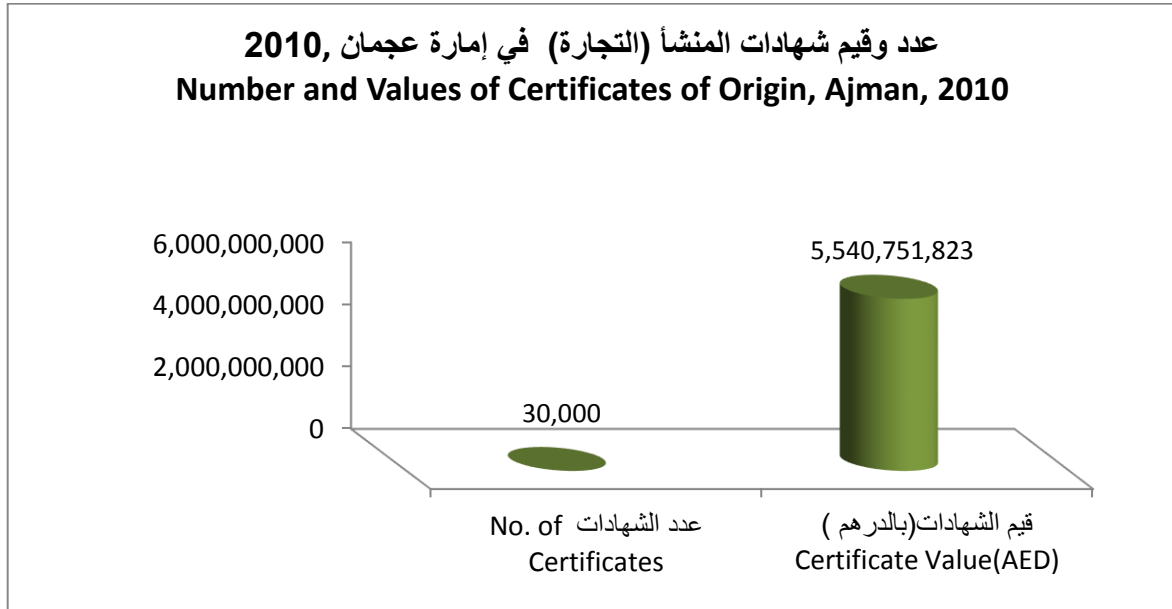 عدد وقيم شهادات المنشأ (التجارة) في إمارة عجمان ,2010
Number and Values of Certificates of Origin, Ajman, 2010
6,000,000,000
4,000,000,000
2,000,000,000
0
30,000
5,540,751,823
No. of عدد الشهادات
Certificates
قيم الشهادات(بالدرهم )
Certificate Value(AED)